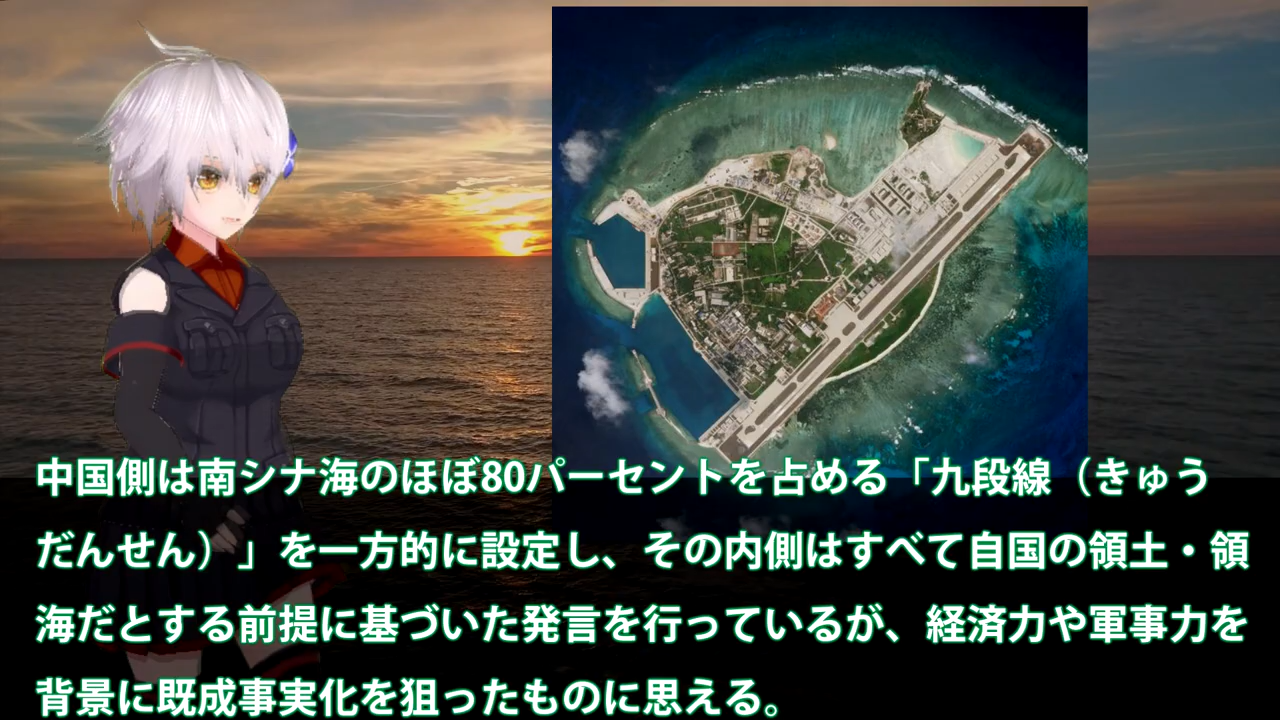 中国側は南シナ海のほぼ80パーセントを占める「九段線（きゅう
だんせん）」を一方的に設定し、その内側はすべて自国の領土・領
海だとする前提に基づいた発言を行っているが、経済力や軍事力を
背景に既成事実化を狙ったものに思える。